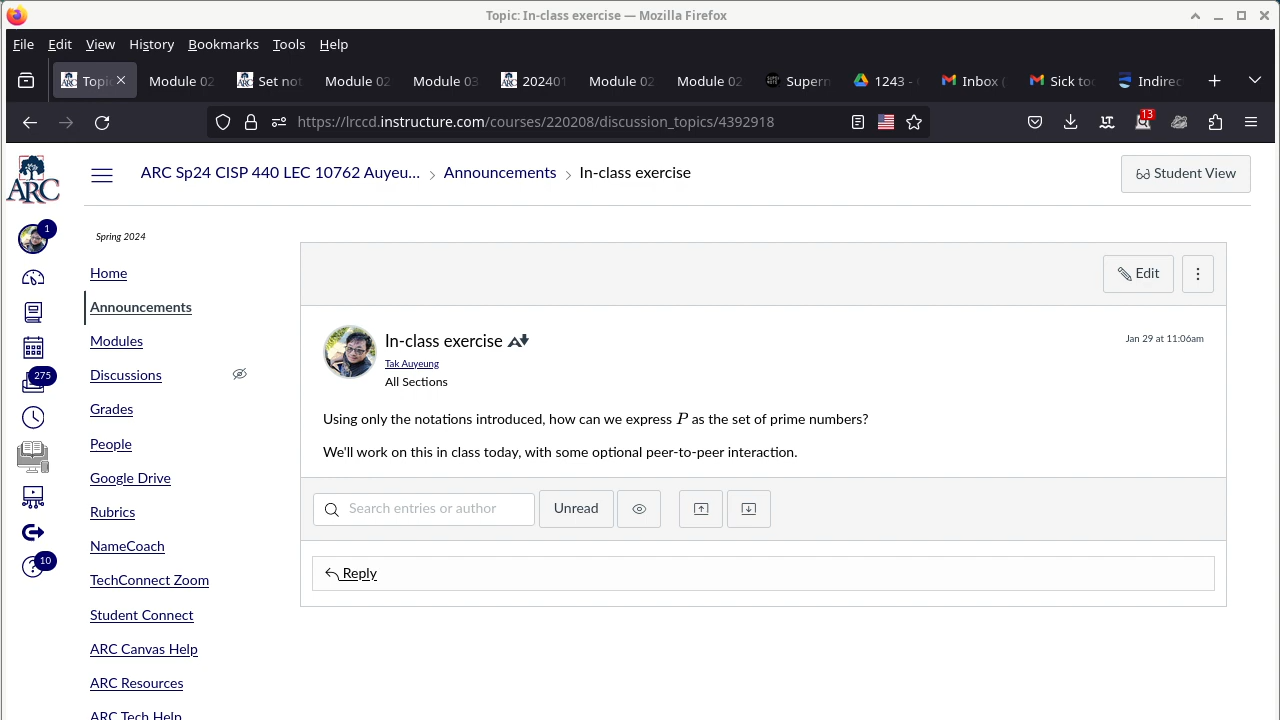 Topic: In-class exercise — Mozilla Firefox
File Edit View History Bookmarks Tools Help
Topic Module 02 Set not Module 02 Module 03 202401 Module 02 Module 02 Supern 1243 - Inbox ( Sick to Indirec
https://lrccd.instructure.com/courses/220208/discussion_topics/4392918
13
ARC
ARC Sp24 CISP 440 LEC 10762 Auyeu... > Announcements > In-class exercise
Student View
1
275
10
Spring 2024
Home
Announcements
Modules
Discussions
Grades
People
Google Drive
Rubrics
NameCoach
TechConnect Zoom
Student Connect
ARC Canvas Help
ARC Resources
ARC Tech Help
Edit
In-class exercise
Jan 29 at 11:06am
Tak Auyeung
All Sections
Using only the notations introduced, how can we express P as the set of prime numbers?
We'll work on this in class today, with some optional peer-to-peer interaction.
Search entries or author Unread
Reply